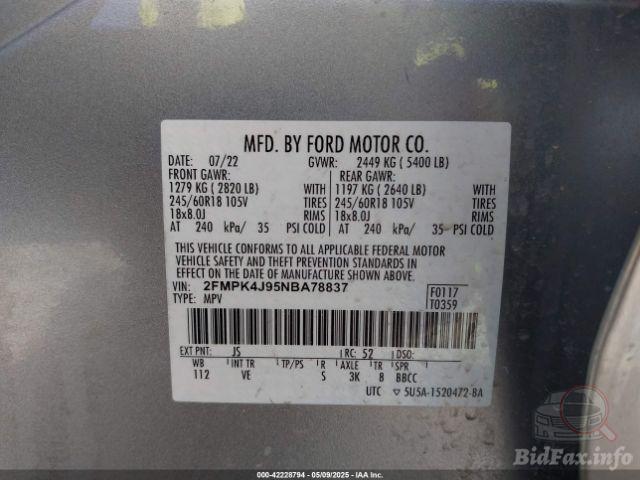 MFD. BY FORD MOTOR CO.
DATE: 07/22 GVWR: 2449 KG ( 5400 LB)
FRONT GAWR: REAR GAWR:
1279 KG ( 2820 LB) WITH 1197 KG ( 2640 LB) WITH
245/60R18 105V TIRES 245/60R18 105V TIRES
18x8.0J RIMS 18x8.0J RIMS
AT 240 kPa/ 35 PSI COLD AT 240 kPa/ 35 PSI COLD
THIS VEHICLE CONFORMS TO ALL APPLICABLE FEDERAL MOTOR
VEHICLE SAFETY AND THEFT PREVENTION STANDARDS IN
EFFECT ON THE DATE OF MANUFACTURE SHOWN ABOVE.
VIN: 2FMPK4J95NBA78837 F0117
TYPE: MPV T0359
EXT PNT: JS RC: 52 DSO:
WB INT TR TP/PS R AXLE TR SPR
112 VE S 3K 8 BBCC
UTC ▽ 5U5A-1520472-BA
BidFax.info
000-42228794 - 05/09/2025 - IAA Inc.